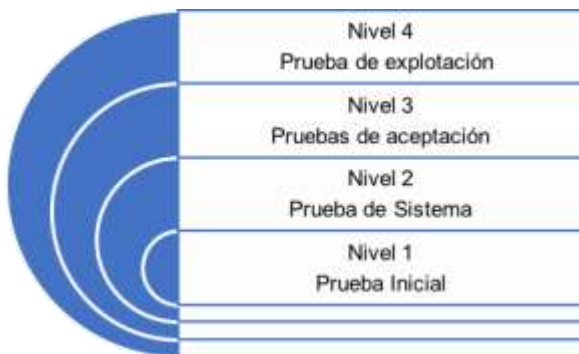 Nivel 4
Prueba de explotación
Nivel 3
Pruebas de aceptación
Nivel 2
Prueba de Sistema
Nivel 1
Prueba Inicial